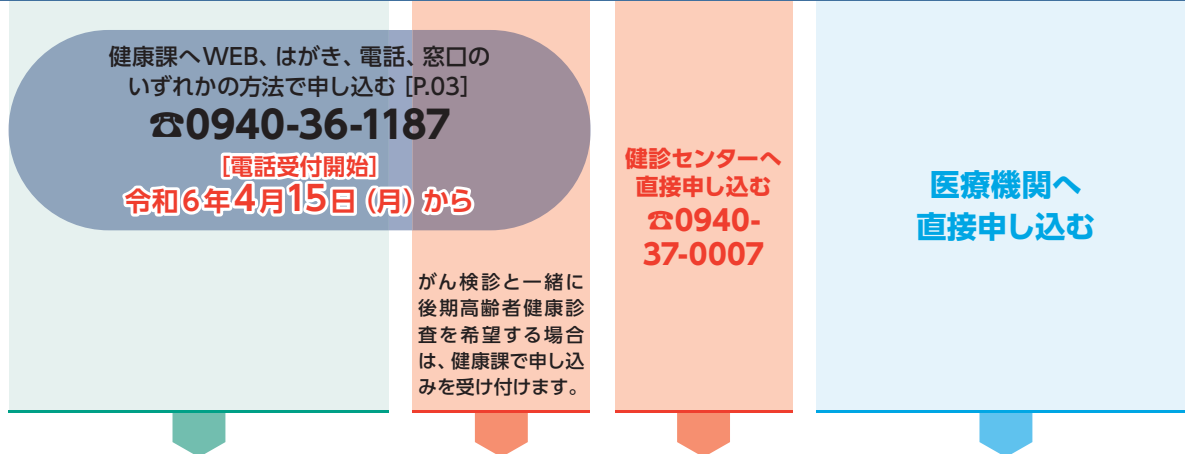 健康課へWEB、はがき、電話、窓口の
いずれかの方法で申し込む [P.03]
☎0940-36-1187
[電話受付開始]
令和6年4月15日（月）から
がん検診と一緒に
後期高齢者健康診
査を希望する場合
は、健康課で申し込
みを受け付けます。
健診センターへ
直接申し込む
☎0940-
37-0007
医療機関へ
直接申し込む